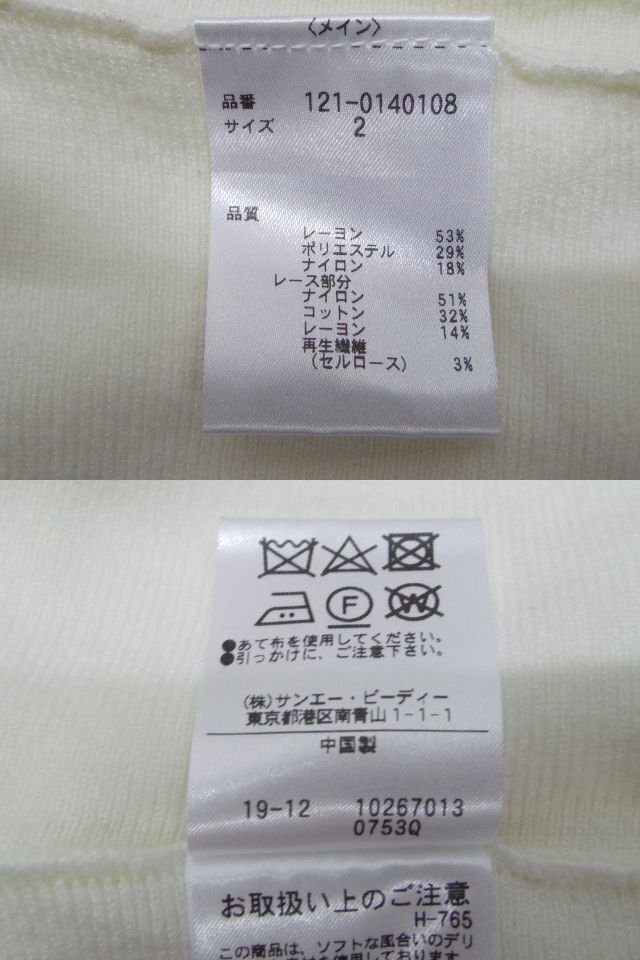 〈メイン〉
品番 121-0140108
サイズ 2
品質
レーヨン 53%
ポリエステル 29%
ナイロン 18%
レース部分
ナイロン 51%
コットン 32%
レーヨン 14%
再生繊維
(セルロース) 3%
F W
●あて布を使用してください。
●引っかけに、ご注意下さい。
(株)サンエー・ビーディー
東京都港区南青山1-1-1
中国製
19-12 10267013
0753Q
お取扱い上のご注意
H-765
この商品は、ソフトな風合いのデリ